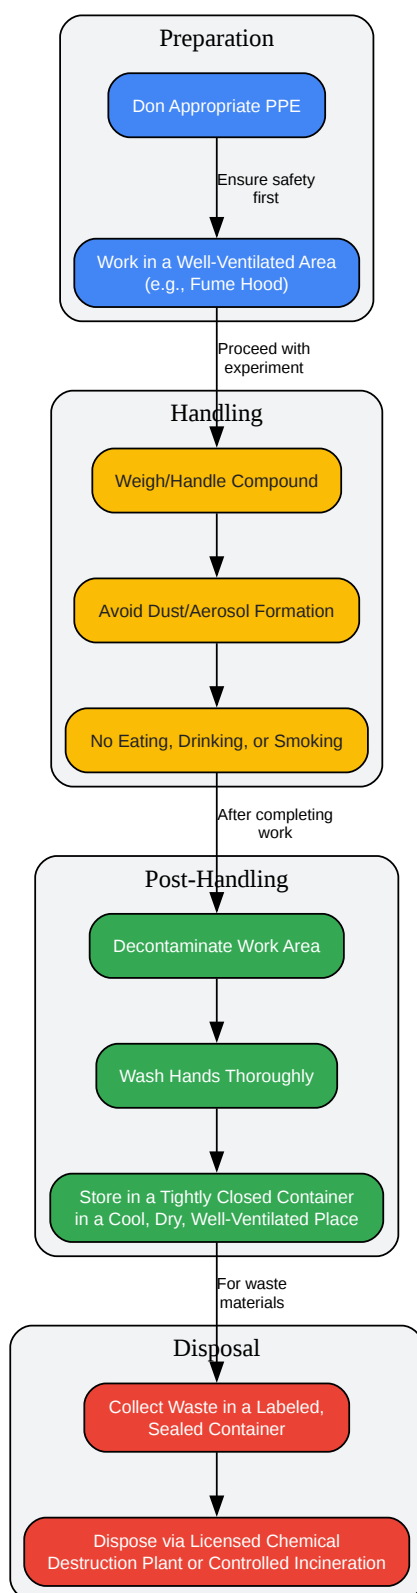 Preparation
Don Appropriate PPE
Ensure safety
first
Work in a Well-Ventilated Area
(e.g., Fume Hood)
Proceed with
experiment
Handling
Weigh/Handle Compound
Avoid Dust/Aerosol Formation
No Eating, Drinking, or Smoking
After completing
work
Post-Handling
Decontaminate Work Area
Wash Hands Thoroughly
Store in a Tightly Closed Container
in a Cool, Dry, Well-Ventilated Place
For waste
materials
Disposal
Collect Waste in a Labeled,
Sealed Container
Dispose via Licensed Chemical
Destruction Plant or Controlled Incineration